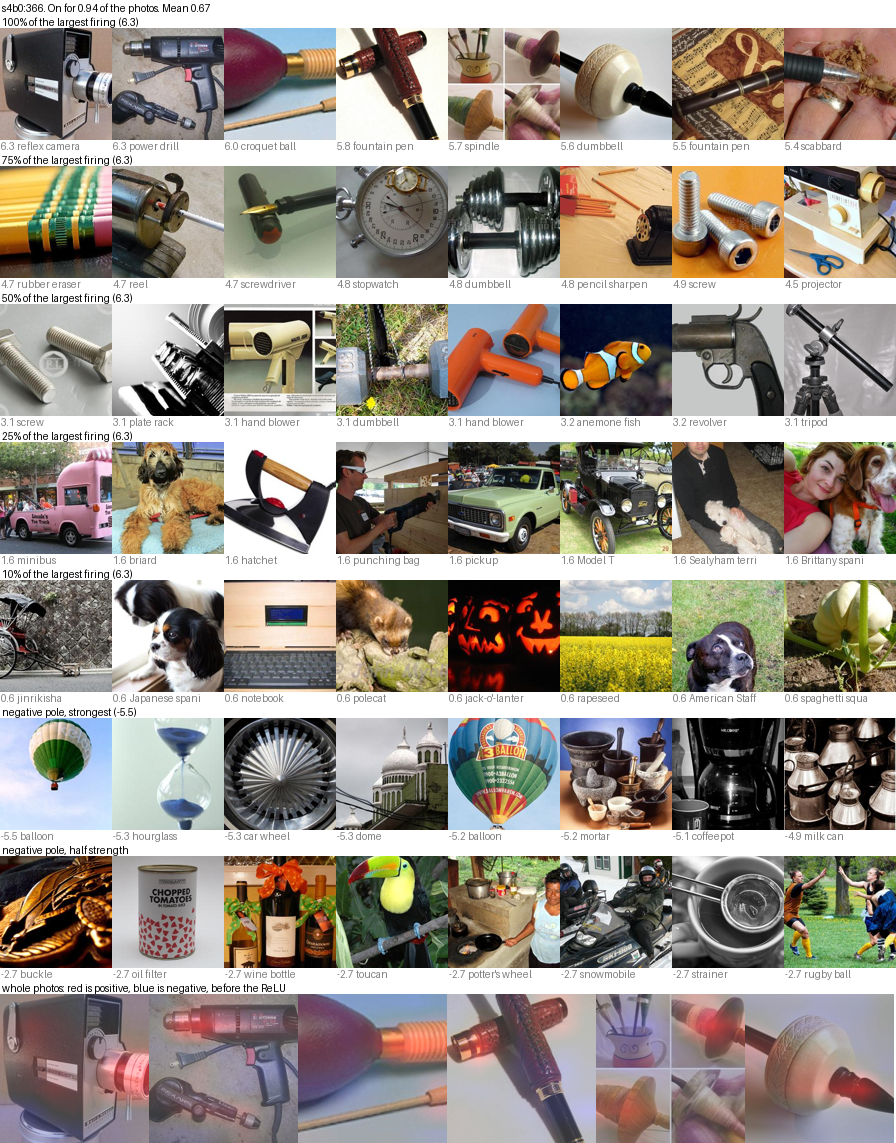 s4b0:366. On for 0.94 of the photos. Mean 0.67
100% of the largest firing (6.3)
6.3 reflex camera
6.3 power drill
6.0 croquet ball
5.8 fountain pen
5.7 spindle
5.6 dumbbell
5.5 fountain pen
5.4 scabbard
75% of the largest firing (6.3)
4.7 rubber eraser
4.7 reel
4.7 screwdriver
4.8 stopwatch
4.8 dumbbell
4.8 pencil sharpen
4.9 screw
4.5 projector
50% of the largest firing (6.3)
3.1 screw
3.1 plate rack
3.1 hand blower
3.1 dumbbell
3.1 hand blower
3.2 anemone fish
3.2 revolver
3.1 tripod
25% of the largest firing (6.3)
1.6 minibus
1.6 briard
1.6 hatchet
1.6 punching bag
1.6 pickup
1.6 Model T
1.6 Sealyham terri
1.6 Brittany spani
10% of the largest firing (6.3)
0.6 jinrikisha
0.6 Japanese spani
0.6 notebook
0.6 polecat
0.6 jack-o'-lanter
0.6 rapeseed
0.6 American Staff
0.6 spaghetti squa
negative pole, strongest (-5.5)
BALLON
-5.5 balloon
-5.3 hourglass
-5.3 car wheel
-5.3 dome
-5.2 balloon
-5.2 mortar
-5.1 coffeepot
-4.9 milk can
negative pole, half strength
CHOPPED
TOMATOES
IN TOMATO JUICE
SKI-DOO
-2.7 buckle
-2.7 oil filter
-2.7 wine bottle
-2.7 toucan
-2.7 potter's wheel
-2.7 snowmobile
-2.7 strainer
-2.7 rugby ball
whole photos: red is positive, blue is negative, before the ReLU